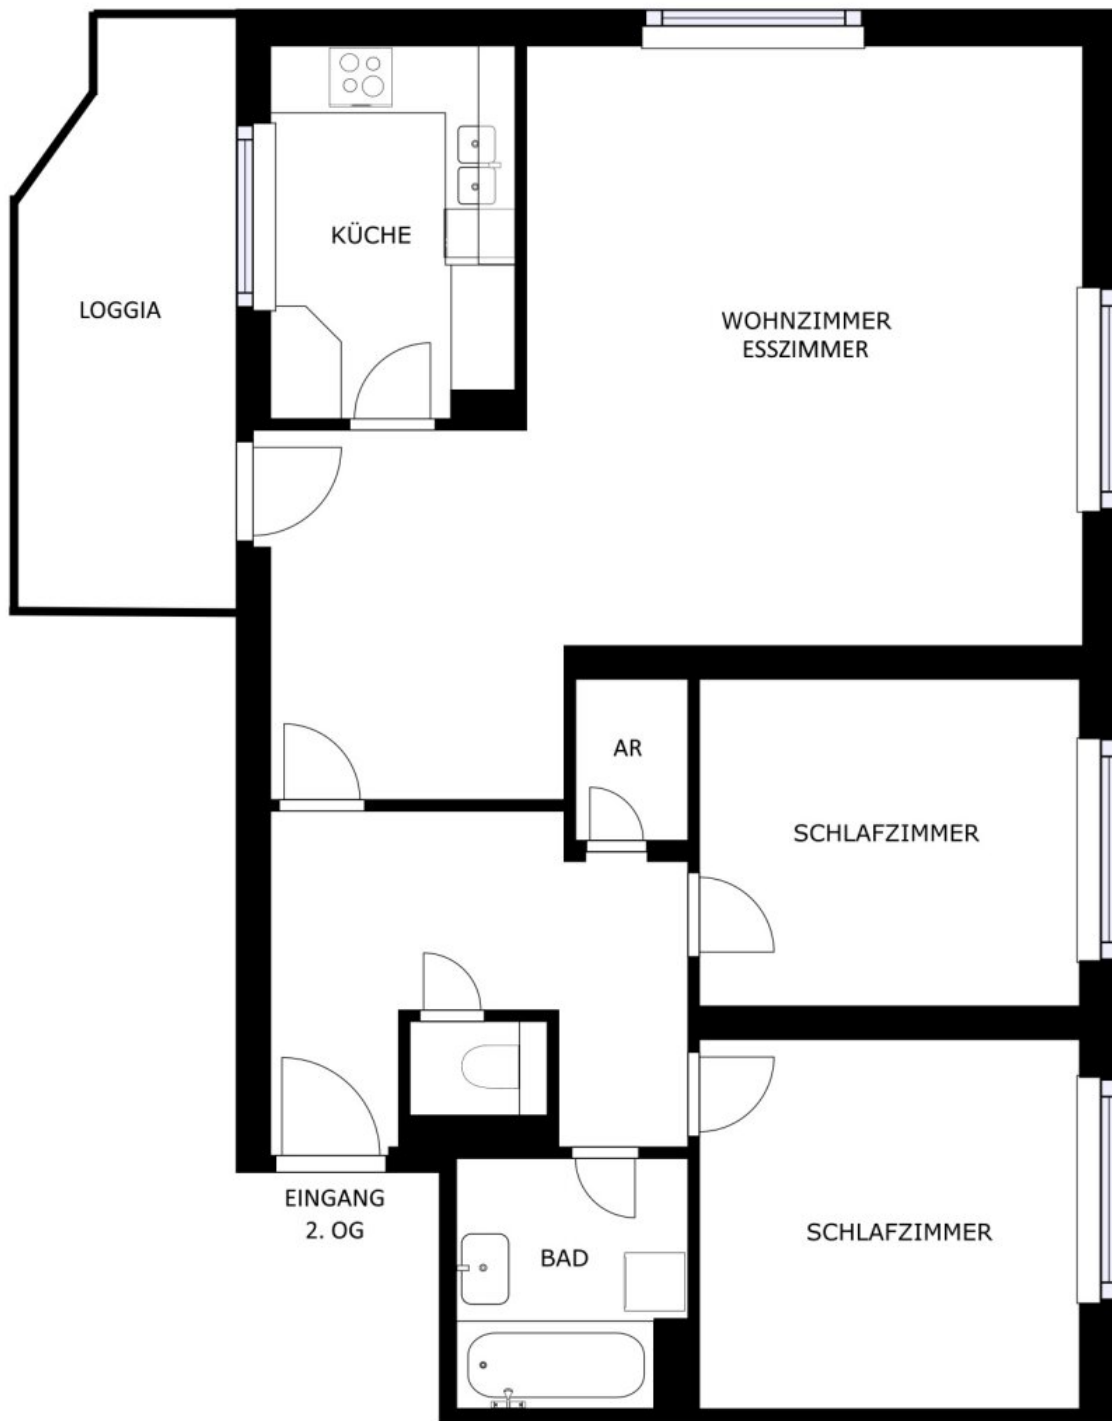 KÜCHE
LOGGIA
WOHNZIMMER
ESSZIMMER
AR
SCHLAFZIMMER
EINGANG
2. OG
BAD
SCHLAFZIMMER